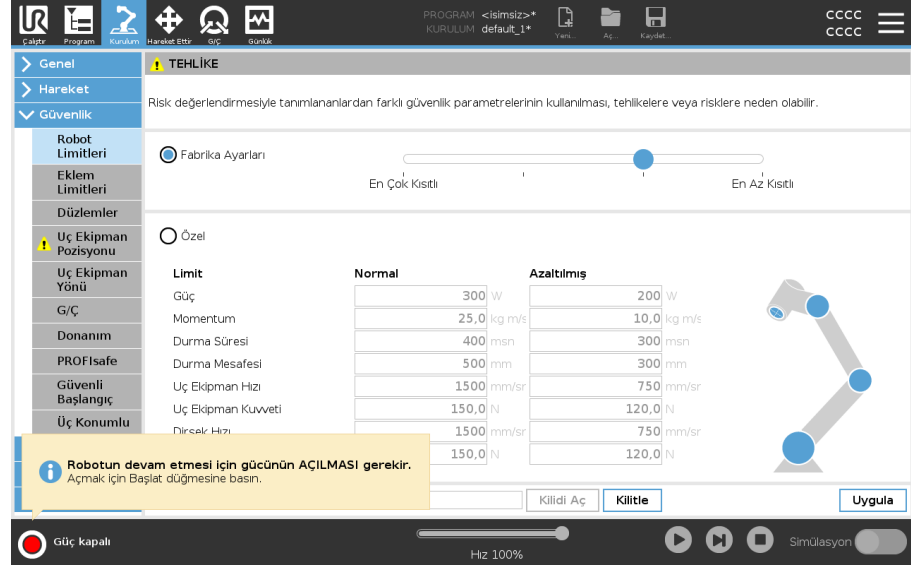 UR
PROGRAM <isimsiz>*
KURULUM default_1*
cccc
cccc
Çalıştır Program Kurulum Hareket Ettir G/Ç Günlük
Yeni... Aç... Kaydet...
Genel
Hareket
Güvenlik
Robot
Limitleri
Eklem
Limitleri
Düzlemler
Uç Ekipman
Pozisyonu
Uç Ekipman
Yönü
G/Ç
Donanım
PROFIsafe
Güvenli
Başlangıç
Üç Konumlu
TEHLİKE
Risk değerlendirmesiyle tanımlananlardan farklı güvenlik parametrelerinin kullanılması, tehlikelere veya risklere neden olabilir.
Fabrika Ayarları
En Çok Kısıtlı En Az Kısıtlı
Özel
Limit Normal Azaltılmış
Güç 300 W 200 W
Momentum 25,0 kg m/s 10,0 kg m/s
Durma Süresi 400 msn 300 msn
Durma Mesafesi 500 mm 300 mm
Uç Ekipman Hızı 1500 mm/sn 750 mm/sn
Uç Ekipman Kuvveti 150,0 N 120,0 N
Dirsek Hızı 1500 mm/sn 750 mm/sn
150,0 N 120,0 N
Kilidi Aç Kilitle Uygula
Robotun devam etmesi için gücünün AÇILMASI gerekir.
Açmak için Başlat düğmesine basın.
Güç kapalı
Hız 100%
Simülasyon